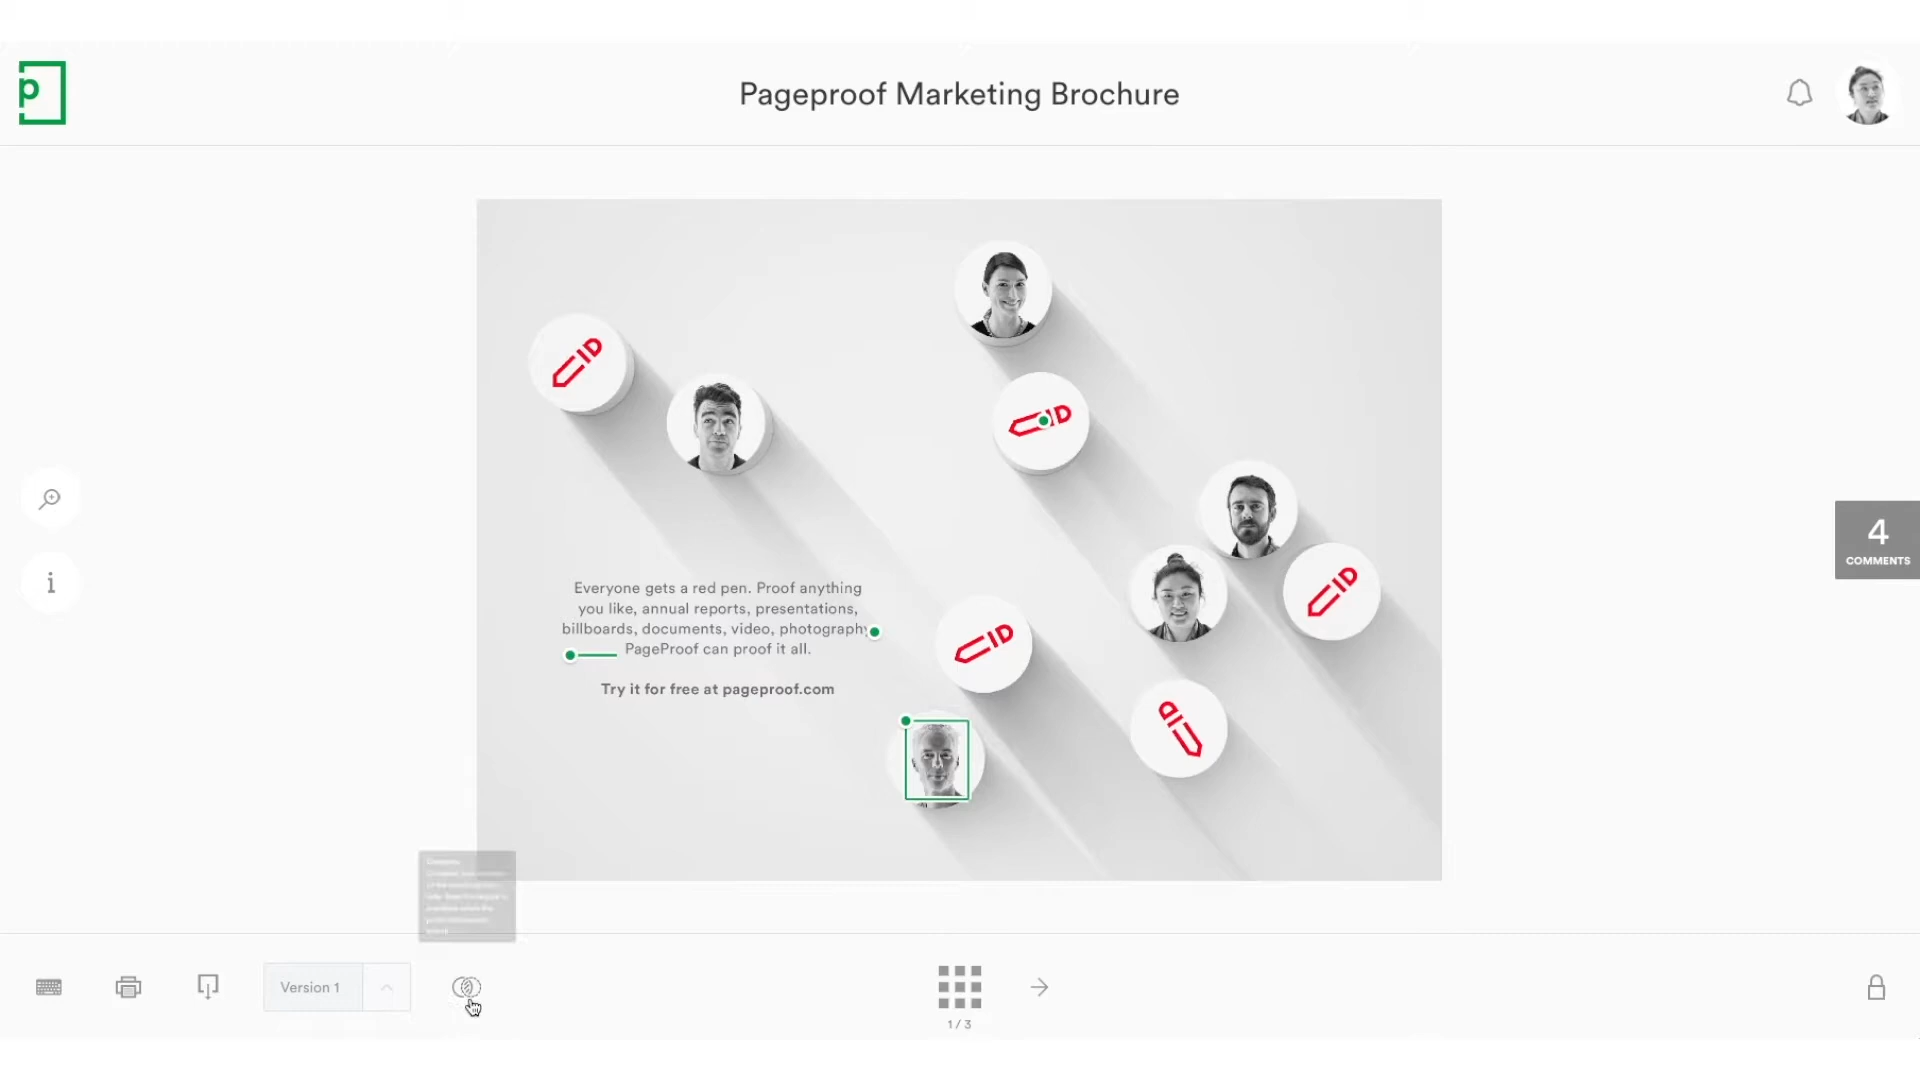 p
Pageproof Marketing Brochure
Everyone gets a red pen. Proof anything
you like, annual reports, presentations,
billboards, documents, video, photography
PageProof can proof it all.
Try it for free at pageproof.com
4
COMMENTS
i
Version 1
1 / 3